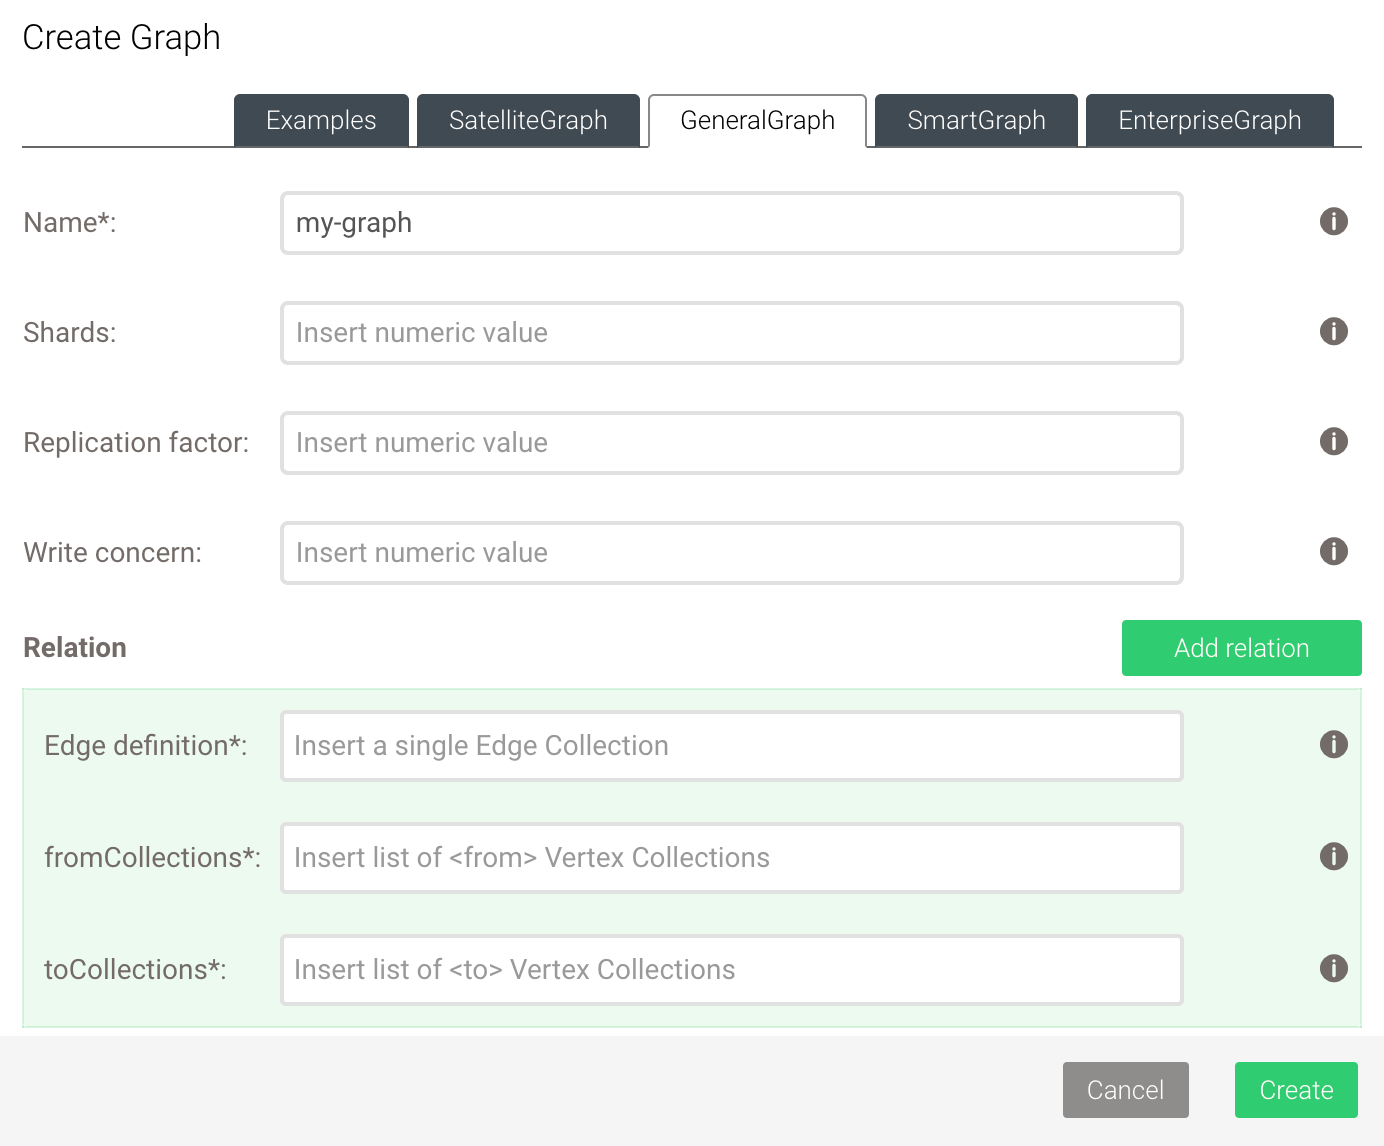 Create Graph
Examples SatelliteGraph GeneralGraph SmartGraph EnterpriseGraph
Name*: my-graph
Shards: Insert numeric value
Replication factor: Insert numeric value
Write concern: Insert numeric value
Relation Add relation
Edge definition*: Insert a single Edge Collection
fromCollections*: Insert list of <from> Vertex Collections
toCollections*: Insert list of <to> Vertex Collections
Cancel Create